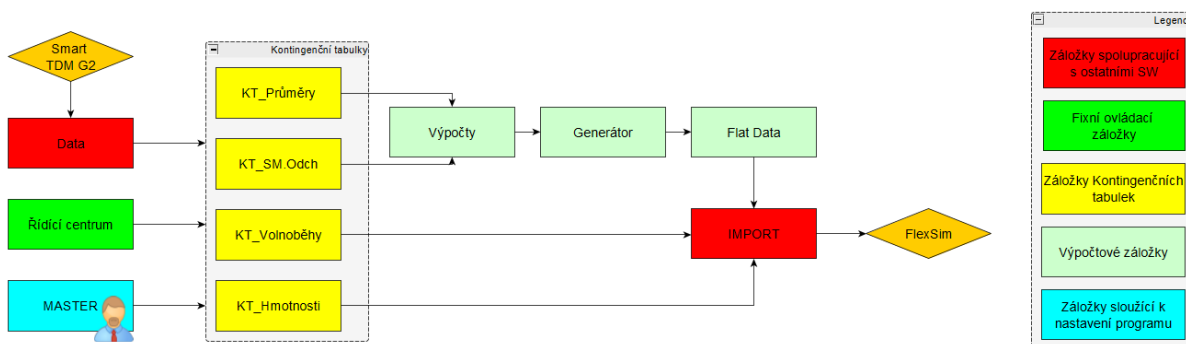 Smart
TDM G2
Data
Řídící centrum
MASTER
Kontingenční tabulky
KT_Průměry
KT_SM.Odch
KT_Volnoběhy
KT_Hmotnosti
Výpočty
Generátor
Flat Data
IMPORT
FlexSim
Legend
Záložky spolupracující
s ostatními SW
Fixní ovládací
záložky
Záložky Kontingenčních
tabulek
Výpočtové záložky
Záložky sloužící k
nastavení programu